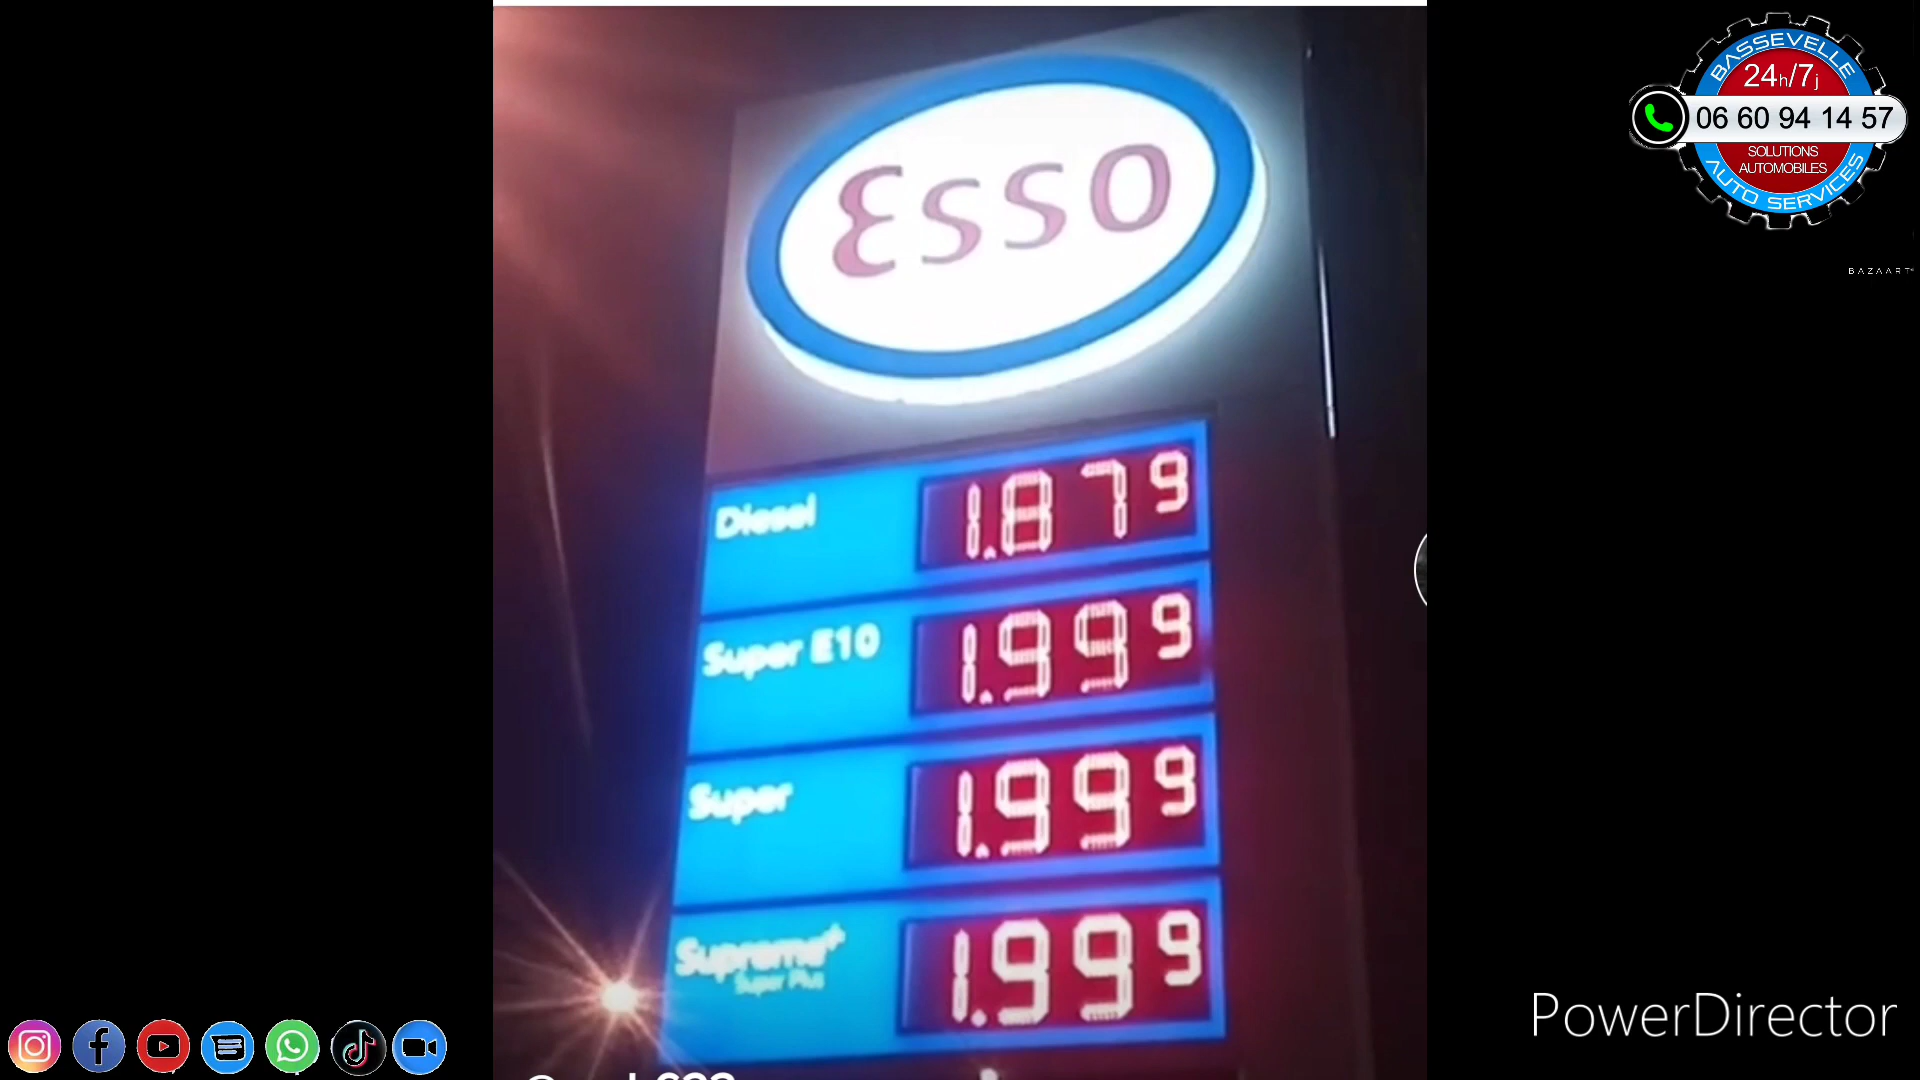 Esso
Diesel 1.879
Super E10 1.999
Super 1.999
Supreme+ 1.999
Super Plus
BASSEVELLE
24h/7j
06 60 94 14 57
SOLUTIONS
AUTOMOBILES
AUTO SERVICES
BAZAART
PowerDirector